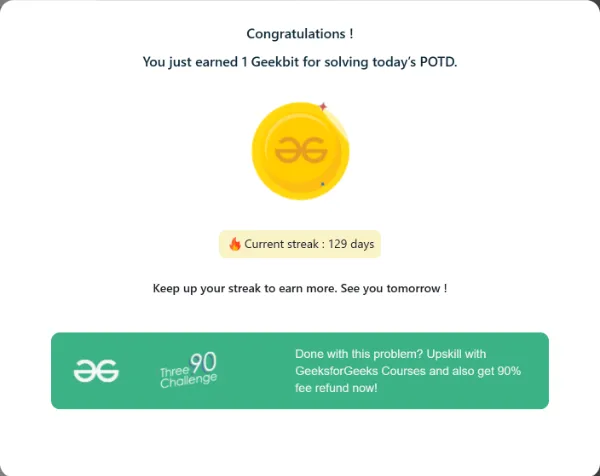 Congratulations !
You just earned 1 Geekbit for solving today's POTD.
Current streak : 129 days
Keep up your streak to earn more. See you tomorrow !
Three 90
Challenge
Done with this problem? Upskill with
GeeksforGeeks Courses and also get 90%
fee refund now!